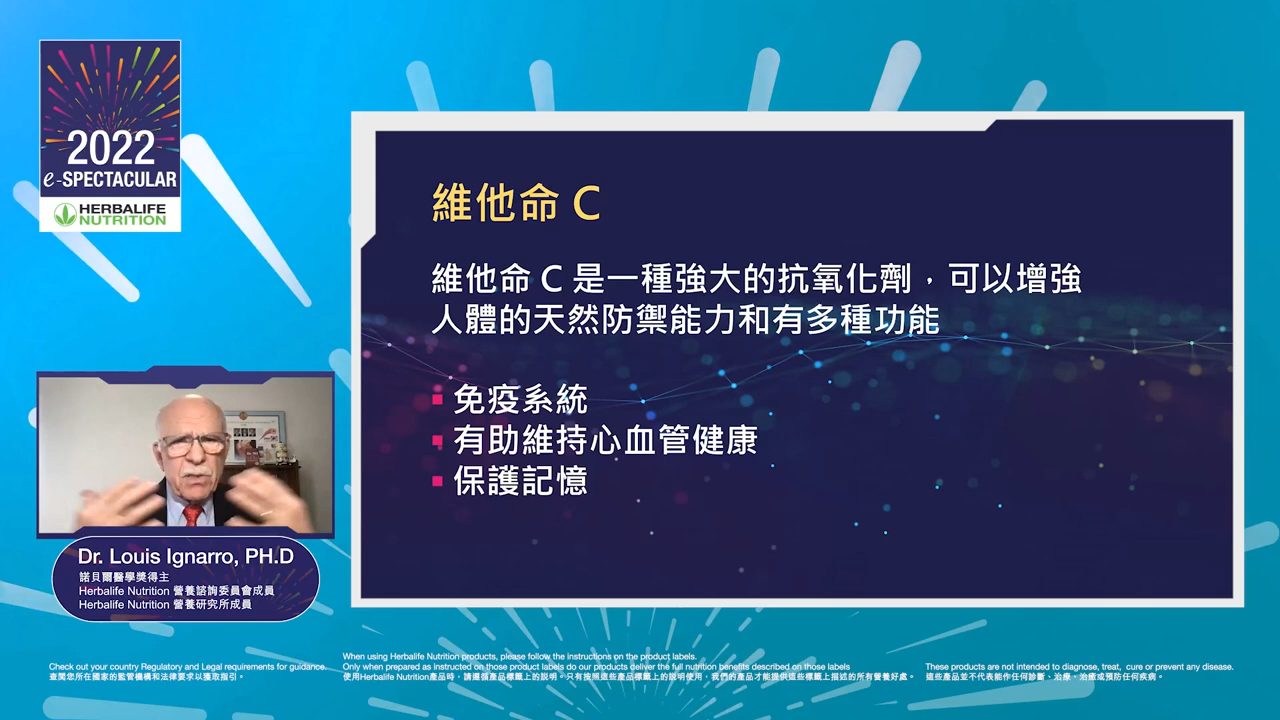 2022
e-SPECTACULAR
HERBALIFE
NUTRITION
維他命 C
維他命 C 是一種強大的抗氧化劑，可以增強
人體的天然防禦能力和有多種功能
免疫系統
有助維持心血管健康
保護記憶
Dr. Louis Ignarro, PH.D
諾貝爾醫學獎得主
Herbalife Nutrition 營養諮詢委員會成員
Herbalife Nutrition 營養研究所成員
Check out your country Regulatory and Legal requirements for guidance.
查閱您所在國家的監管機構和法律要求以獲取指引。
When using Herbalife Nutrition products, please follow the instructions on the product labels.
Only when prepared as instructed on those product labels do our products deliver the full nutrition benefits described on those labels
使用Herbalife Nutrition產品時，請遵循產品標籤上的說明。只有按照這些產品標籤上的說明使用，我們的產品才能提供這些標籤上描述的所有營養好處。
These products are not intended to diagnose, treat, cure or prevent any disease.
這些產品並不代表能作任何診斷、治療、治癒或預防任何疾病。